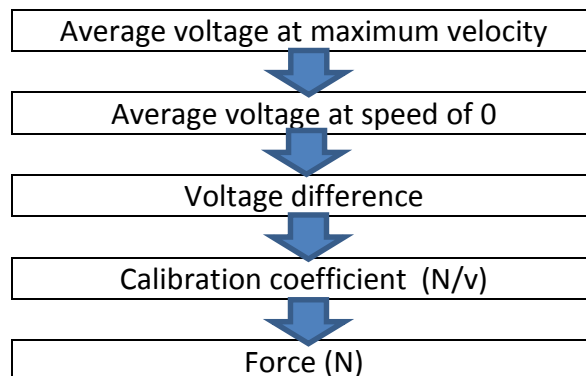 Average voltage at maximum velocity
Average voltage at speed of 0
Voltage difference
Calibration coefficient (N/v)
Force (N)